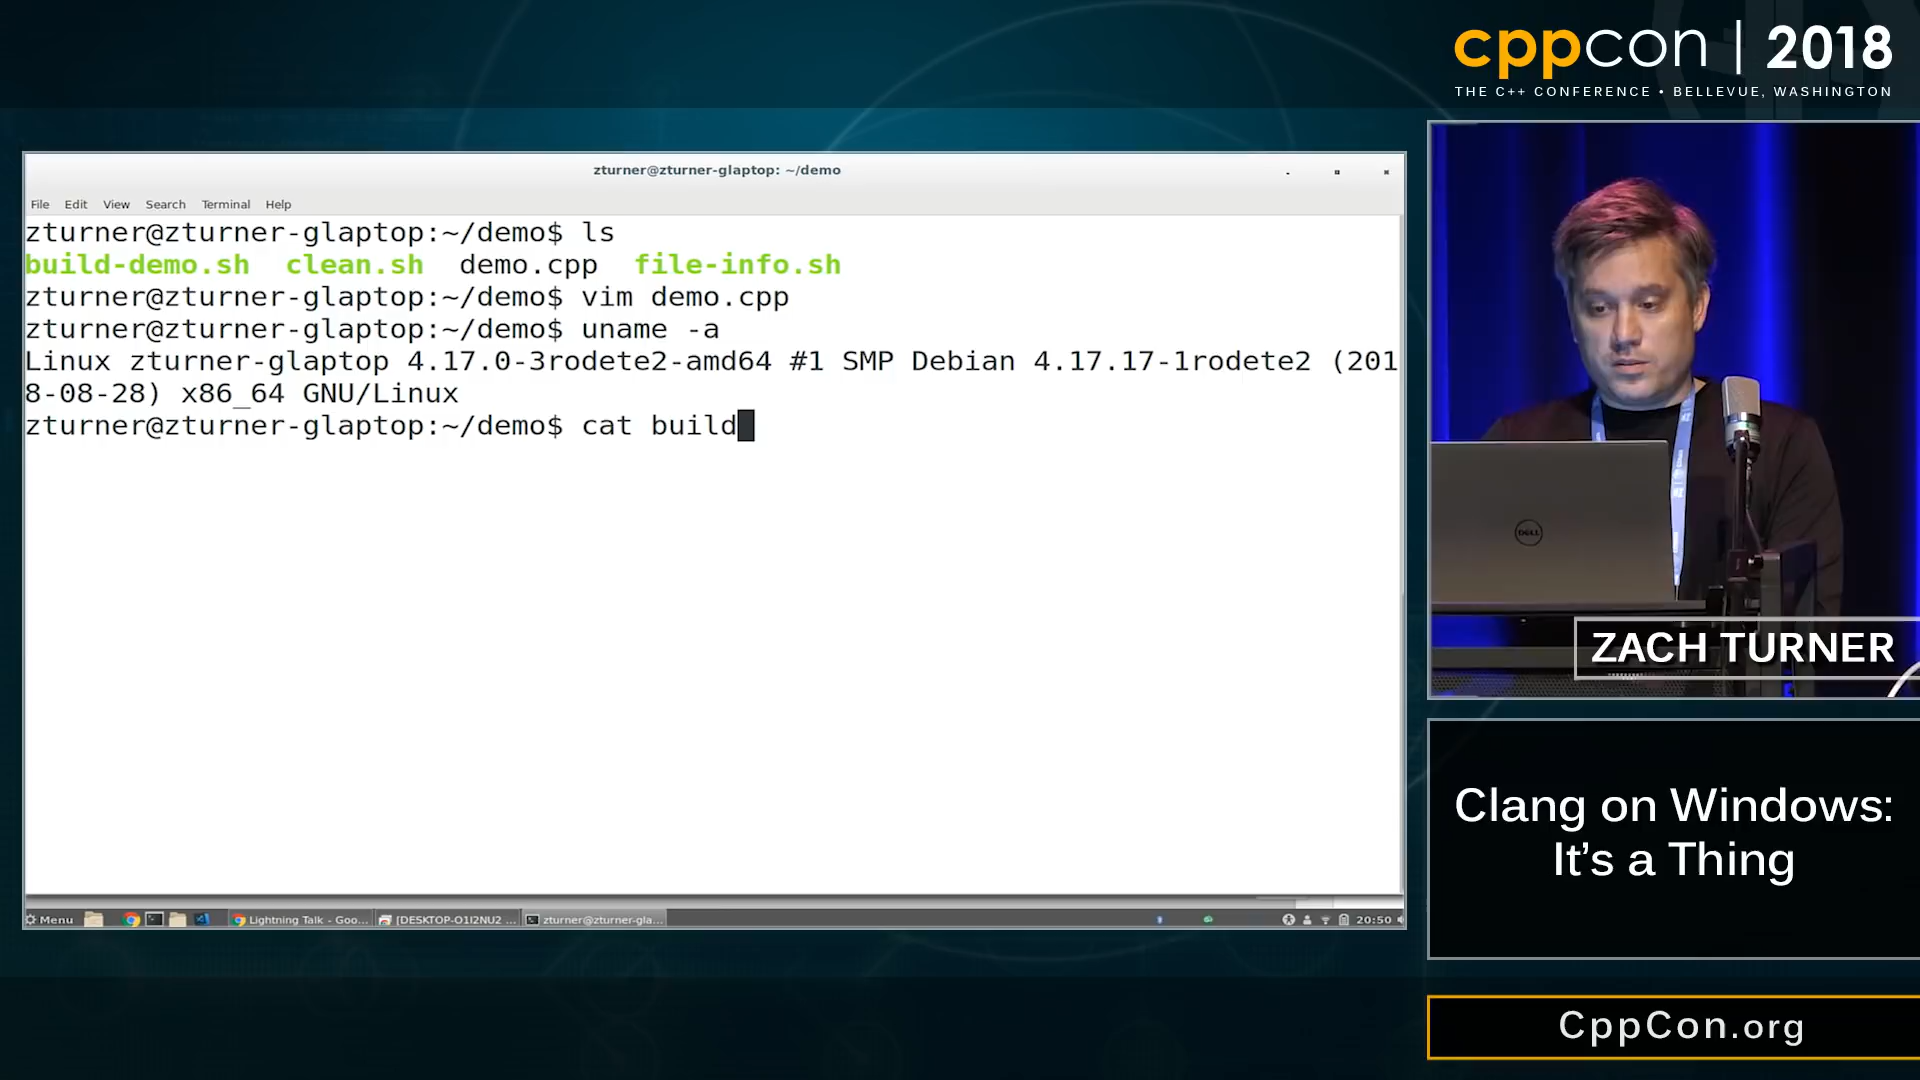 cppcon | 2018
THE C++ CONFERENCE • BELLEVUE, WASHINGTON
zturner@zturner-glaptop: ~/demo
File Edit View Search Terminal Help
zturner@zturner-glaptop:~/demo$ ls
build-demo.sh clean.sh demo.cpp file-info.sh
zturner@zturner-glaptop:~/demo$ vim demo.cpp
zturner@zturner-glaptop:~/demo$ uname -a
Linux zturner-glaptop 4.17.0-3rodete2-amd64 #1 SMP Debian 4.17.17-1rodete2 (201
8-08-28) x86_64 GNU/Linux
zturner@zturner-glaptop:~/demo$ cat build
Menu Lightning Talk - Goo... [DESKTOP-O1I2NU2 ... zturner@zturner-gla... 20:50
DELL
ZACH TURNER
Clang on Windows:
It's a Thing
CppCon.org